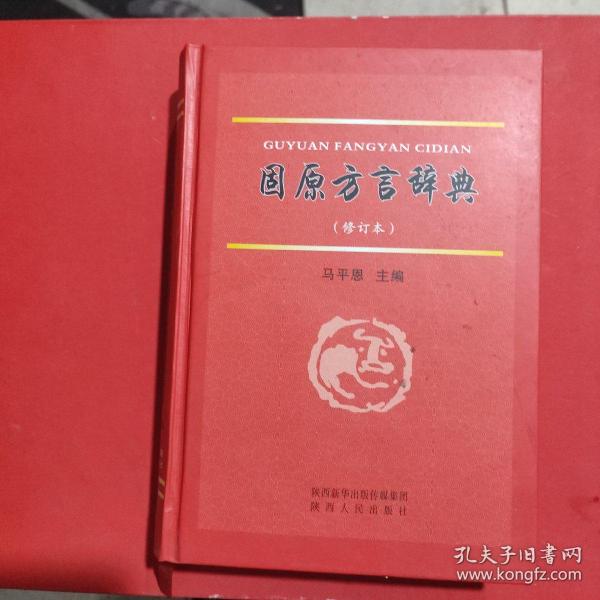 GUYUAN FANGYAN CIDIAN
固原方言辞典
（修订本）
马平恩 主编
陕西新华出版传媒集团
陕西人民出版社
孔夫子旧书网
www.kongfz.com